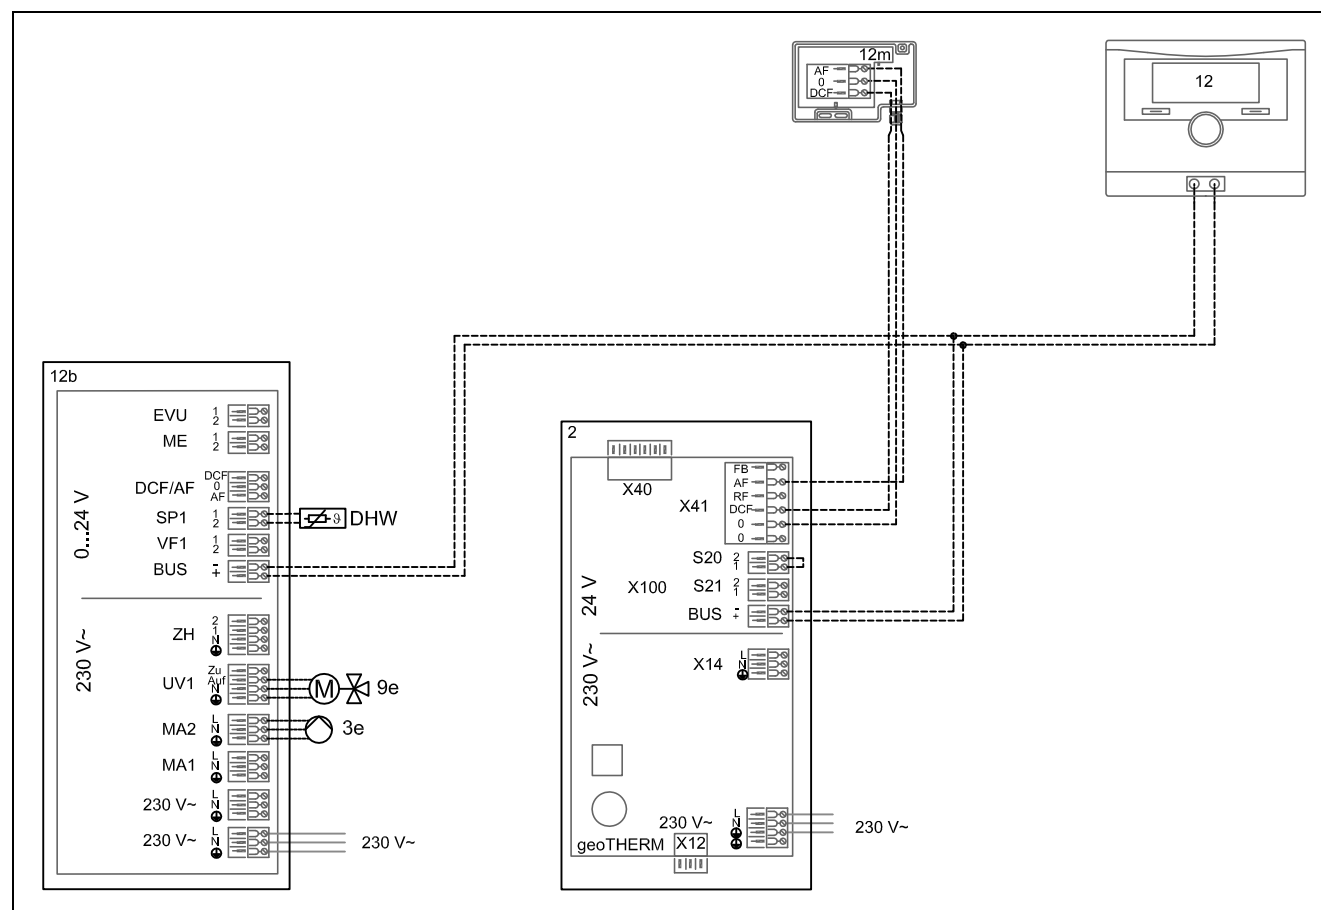 12m
AF
0
DCF
12
12b
EVU 1
2
ME 1
2
DCF/AF DCF
0
AF
SP1 1
2
DHW
VF1 1
2
BUS -
+
0...24 V
230 V~
ZH 2
1
N
UV1 Zu
Auf
N
9e
MA2 L
N
3e
MA1 L
N
230 V~ L
N
230 V~ L
N
230 V~
2
X40
X41
FB
AF
RF
DCF
0
0
S20 2
1
X100
S21 2
1
BUS -
+
24 V
230 V~
X14 L
N
230 V~ L
N
230 V~
geoTHERM X12
M
ϑ